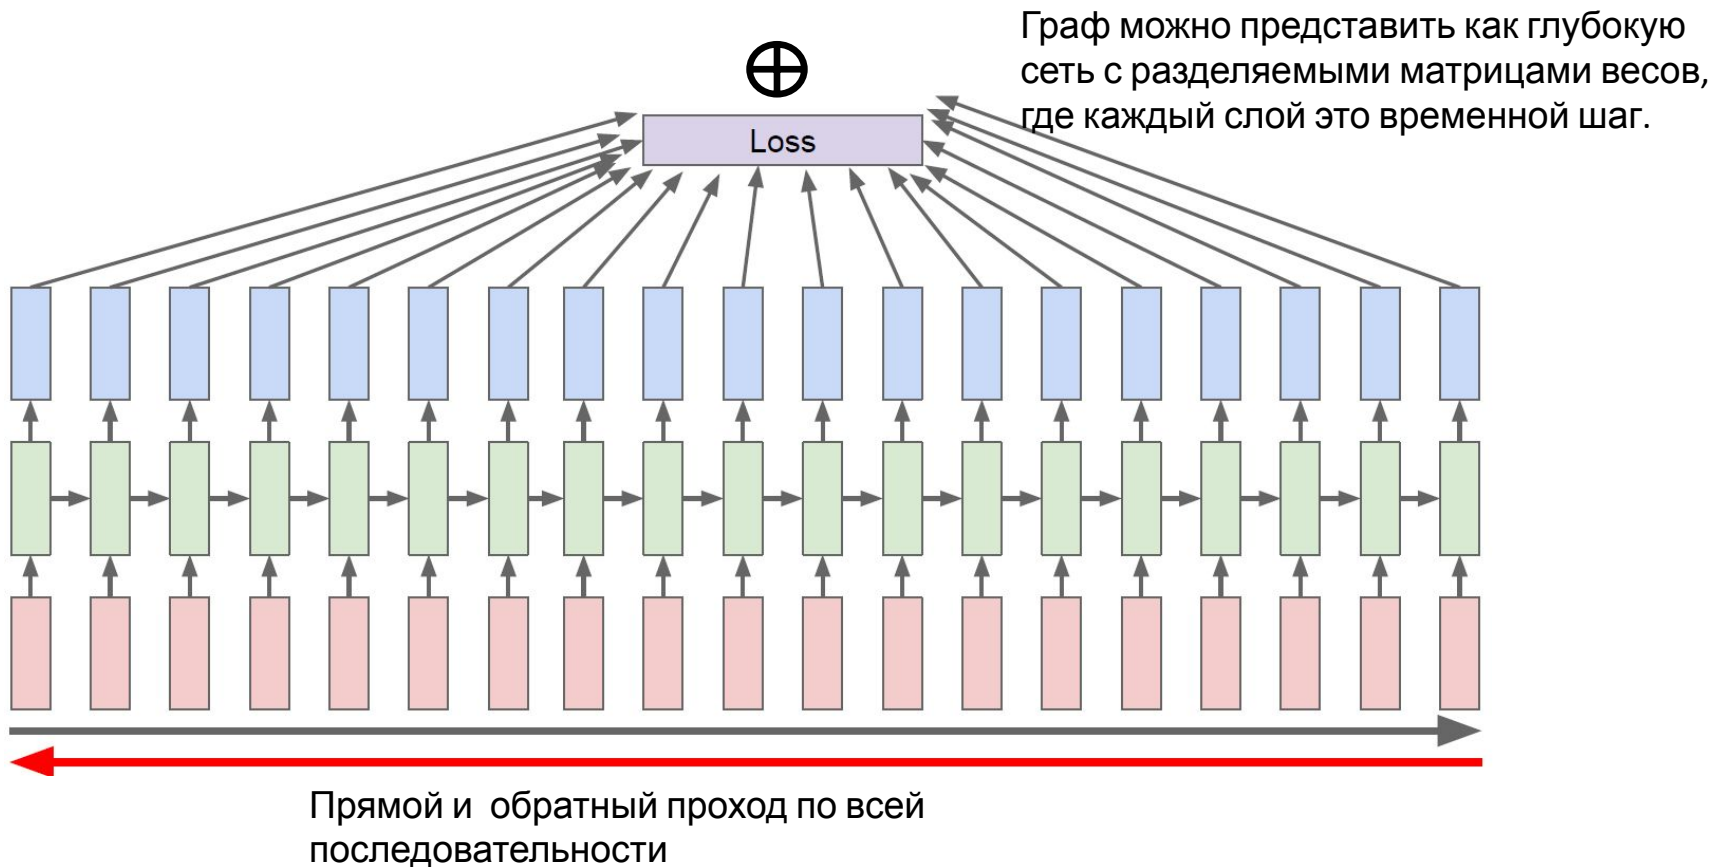 Граф можно представить как глубокую
сеть с разделяемыми матрицами весов,
где каждый слой это временной шаг.
Loss
Прямой и  обратный проход по всей
последовательности